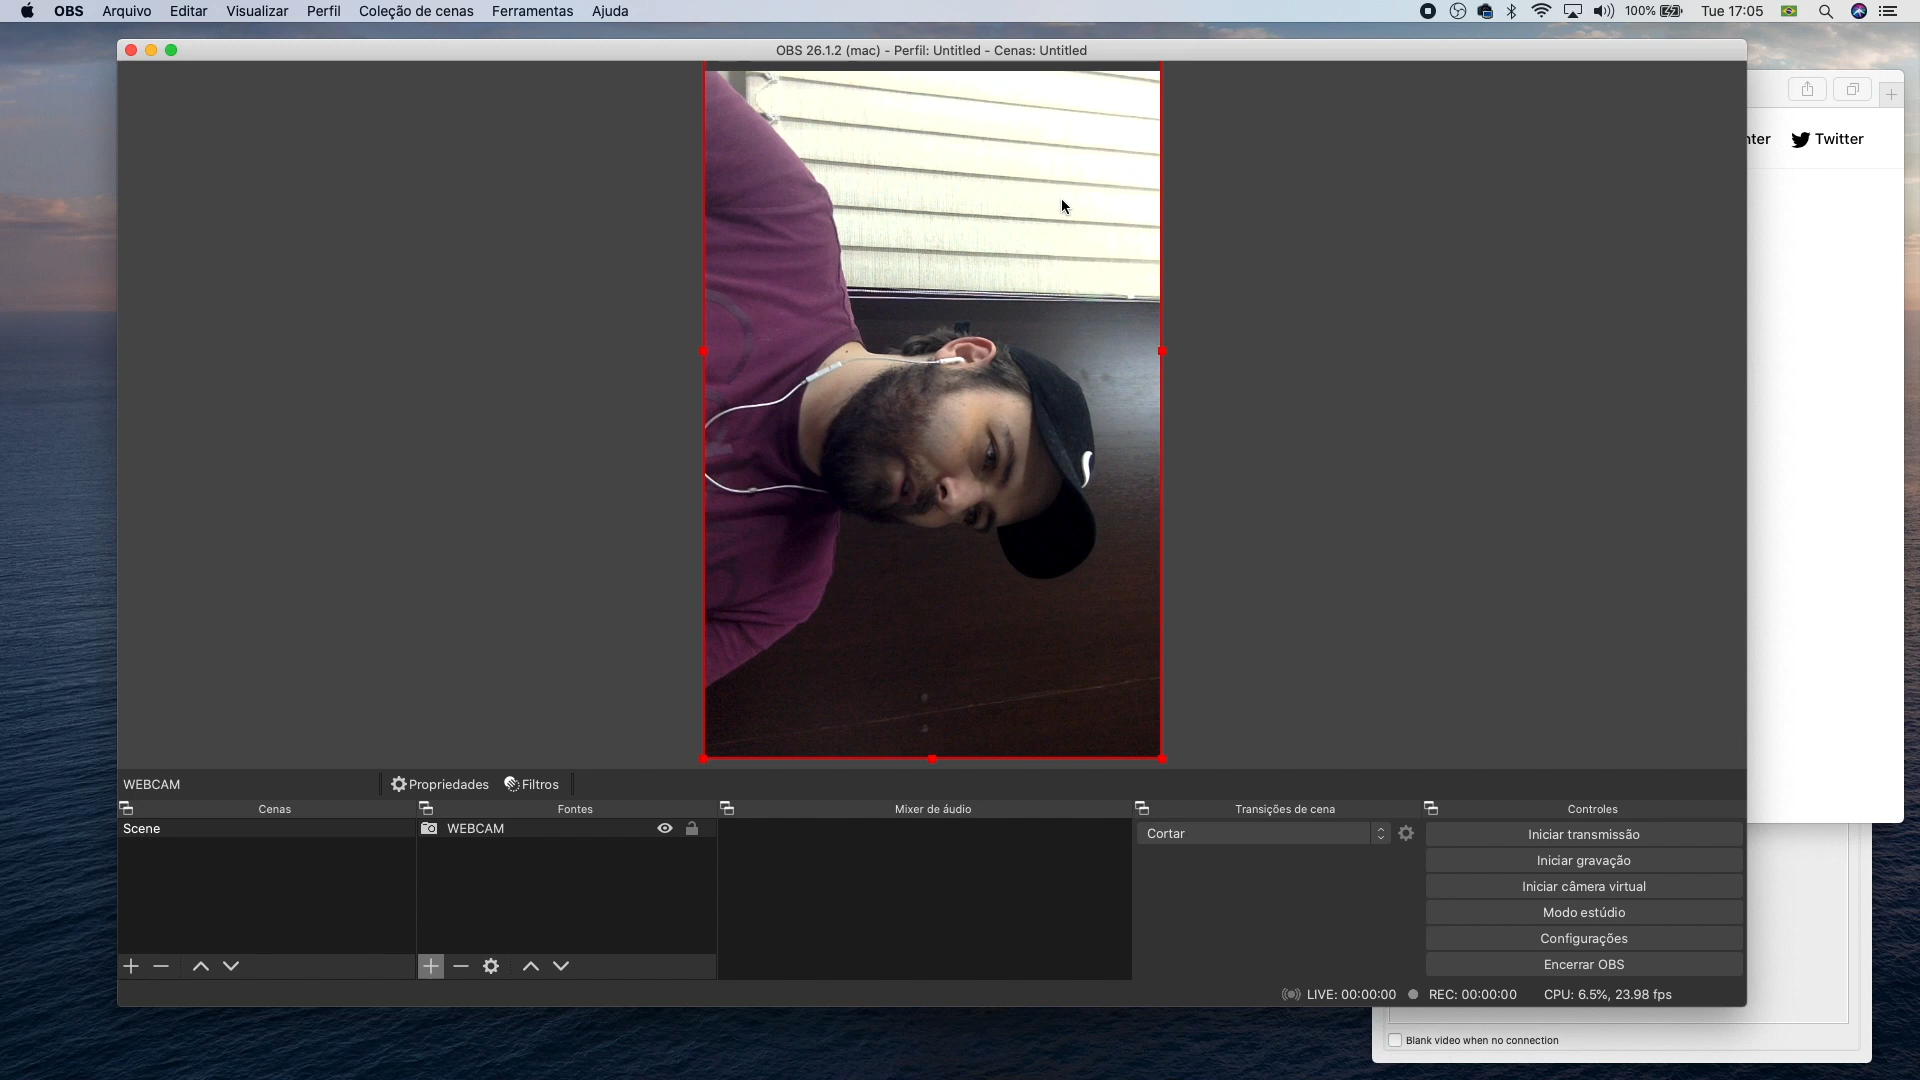 OBS Arquivo Editar Visualizar Perfil Coleção de cenas Ferramentas Ajuda 100% Tue 17:05
OBS 26.1.2 (mac) - Perfil: Untitled - Cenas: Untitled
Twitter
WEBCAM Propriedades Filtros
Cenas Fontes Mixer de áudio Transições de cena Controles
Scene WEBCAM Cortar Iniciar transmissão
Iniciar gravação
Iniciar câmera virtual
Modo estúdio
Configurações
Encerrar OBS
LIVE: 00:00:00 REC: 00:00:00 CPU: 6.5%, 23.98 fps
Blank video when no connection